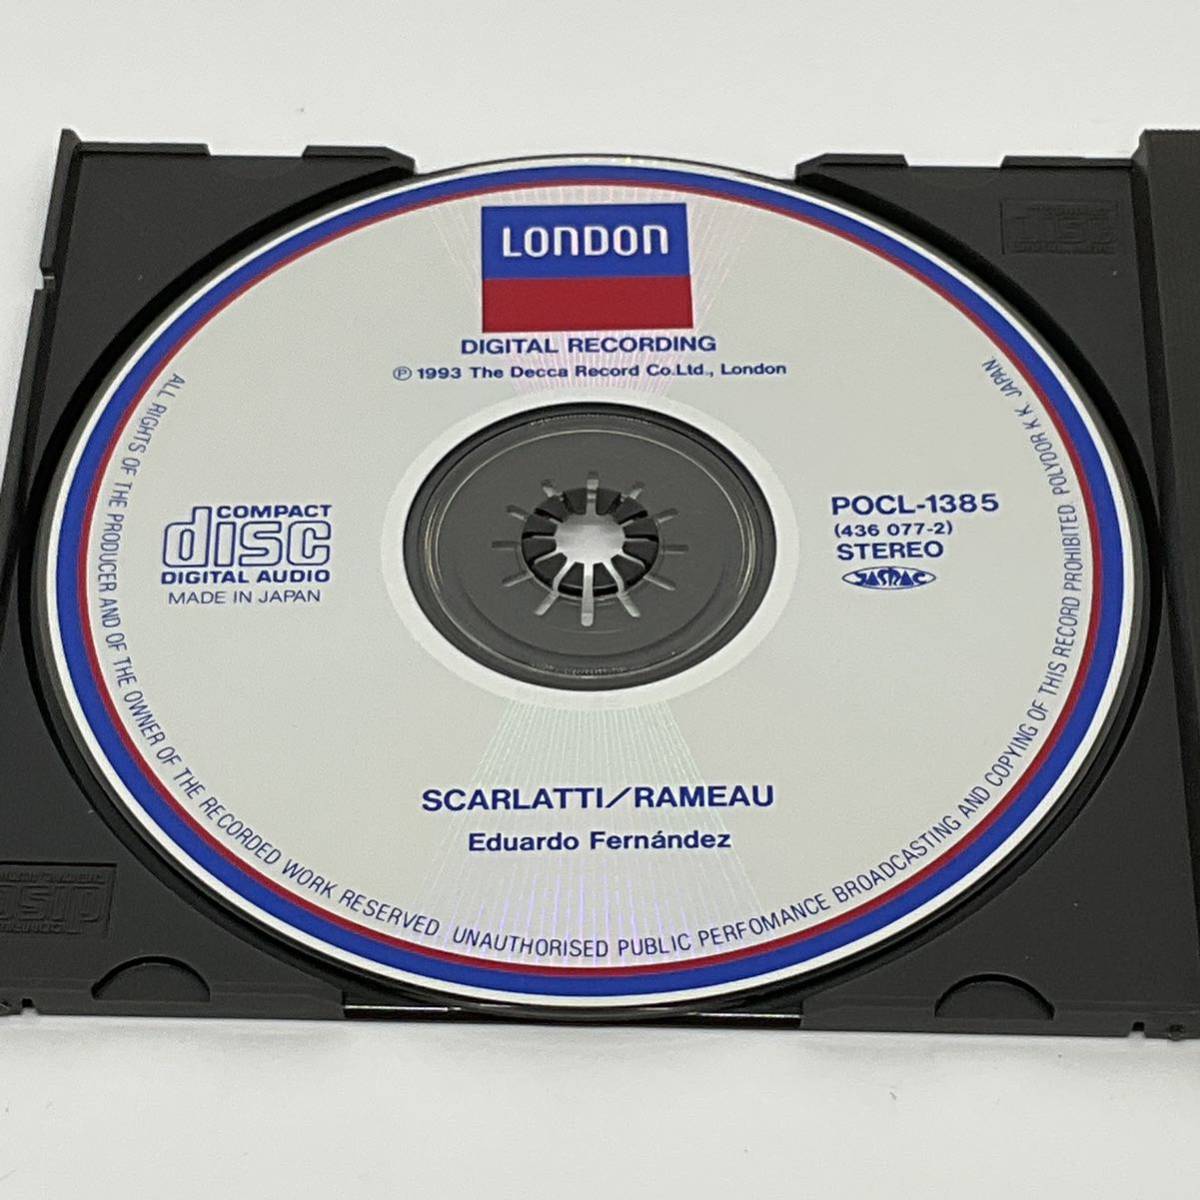 LONDON
DIGITAL RECORDING
℗ 1993 The Decca Record Co.Ltd., London
COMPACT
disc
DIGITAL AUDIO
MADE IN JAPAN
POCL-1385
(436 077-2)
STEREO
JASRAC
SCARLATTI/RAMEAU
Eduardo Fernández
ALL RIGHTS OF THE PRODUCER AND OF THE OWNER OF THE RECORDED WORK RESERVED. UNAUTHORISED PUBLIC PERFOMANCE BROADCASTING AND COPYING OF THIS RECORD PROHIBITED. POLYDOR K.K. JAPAN.